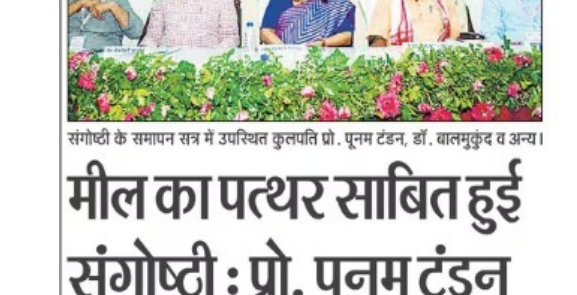 संगोष्ठी के समापन सत्र में उपस्थित कुलपति प्रो. पूनम टंडन, डॉ. बालमुकुंद व अन्य।
मील का पत्थर साबित हुई
संगोष्ठी : प्रो. पूनम टंडन